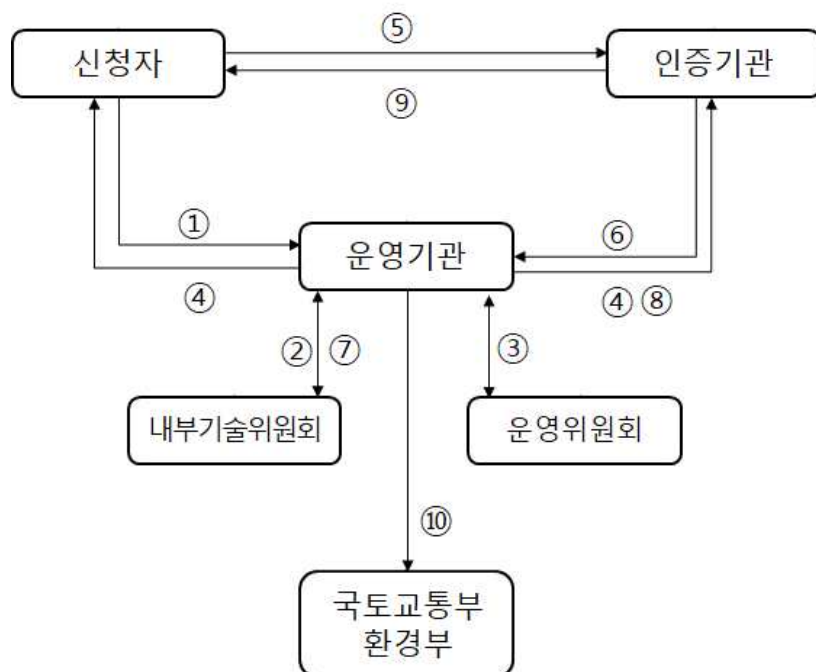 ⑤
신청자
인증기관
⑨
①
운영기관
⑥
④
④ ⑧
② ⑦
③
내부기술위원회
운영위원회
⑩
국토교통부
환경부